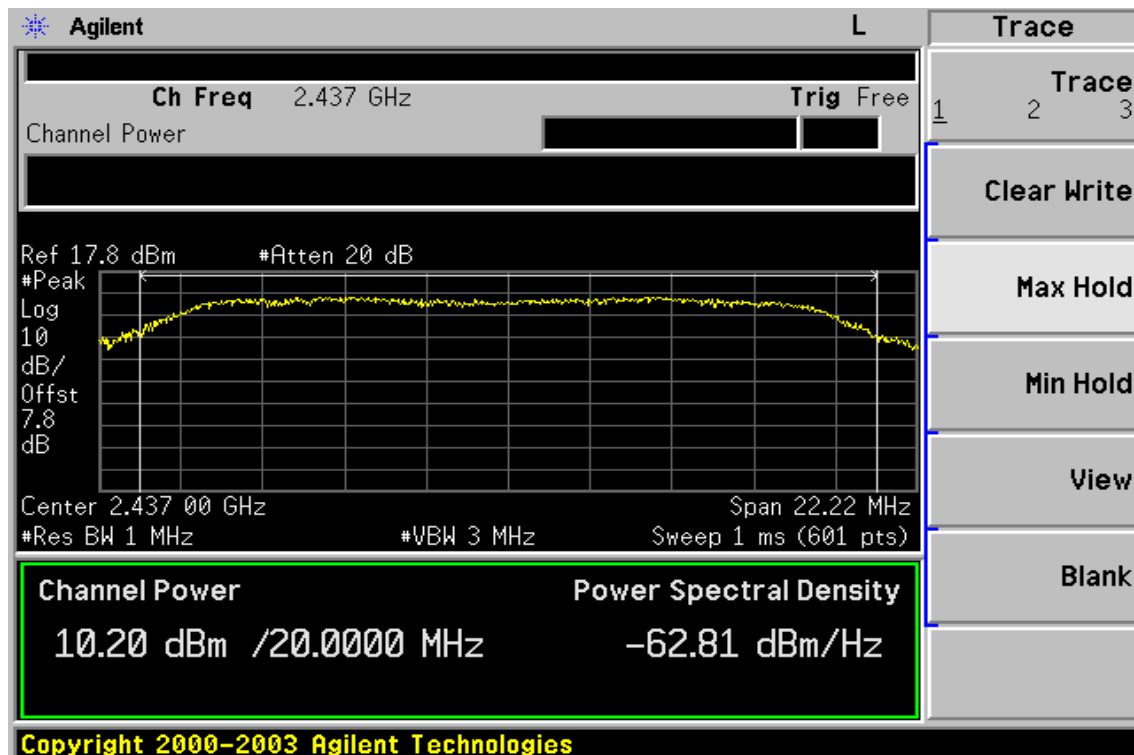 Agilent L Trace
Ch Freq 2.437 GHz Trig Free
Channel Power
Trace
1 2 3
Clear Write
Ref 17.8 dBm #Atten 20 dB
#Peak
Log
10
dB/
Offst
7.8
dB
Max Hold
Min Hold
View
Center 2.437 00 GHz Span 22.22 MHz
#Res BW 1 MHz #VBW 3 MHz Sweep 1 ms (601 pts)
Blank
Channel Power Power Spectral Density
10.20 dBm /20.0000 MHz -62.81 dBm/Hz
Copyright 2000-2003 Agilent Technologies